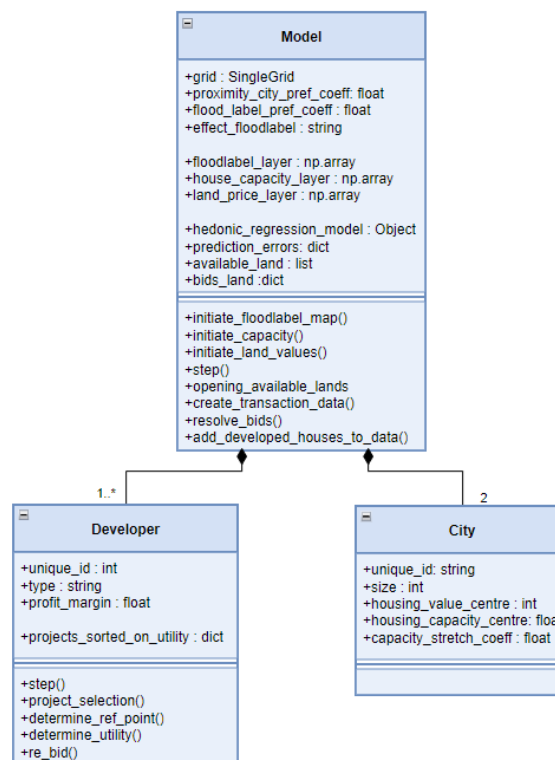 Model
+grid : SingleGrid
+proximity_city_pref_coeff: float
+flood_label_pref_coeff : float
+effect_floodlabel : string
+floodlabel_layer : np.array
+house_capacity_layer : np.array
+land_price_layer : np.array
+hedonic_regression_model : Object
+prediction_errors: dict
+available_land : list
+bids_land :dict
+initiate_floodlabel_map()
+initiate_capacity()
+initiate_land_values()
+step()
+opening_available_lands
+create_transaction_data()
+resolve_bids()
+add_developed_houses_to_data()
1..*
2
Developer
+unique_id : int
+type : string
+profit_margin : float
+projects_sorted_on_utility : dict
+step()
+project_selection()
+determine_ref_point()
+determine_utility()
+re_bid()
City
+unique_id: string
+size : int
+housing_value_centre : int
+housing_capacity_centre: floa
+capacity_stretch_coeff : float